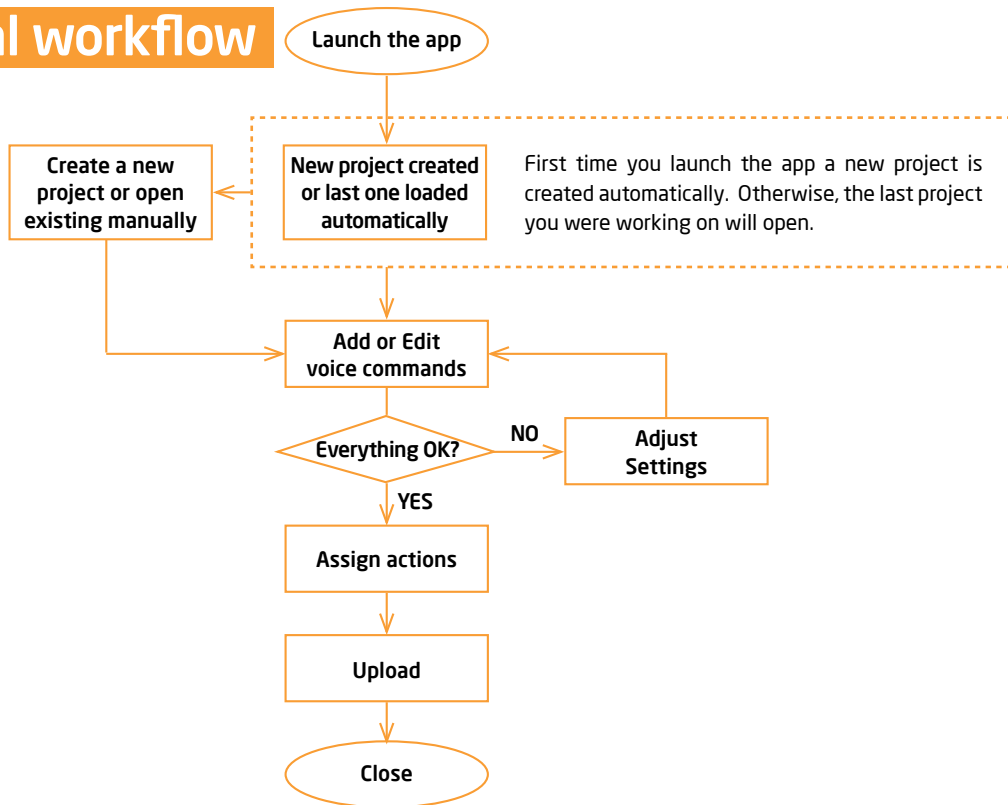 workflow
Launch the app
Create a new
project or open
existing manually
New project created
or last one loaded
automatically
First time you launch the app a new project is
created automatically. Otherwise, the last project
you were working on will open.
Add or Edit
voice commands
Everything OK?
NO
Adjust
Settings
YES
Assign actions
Upload
Close